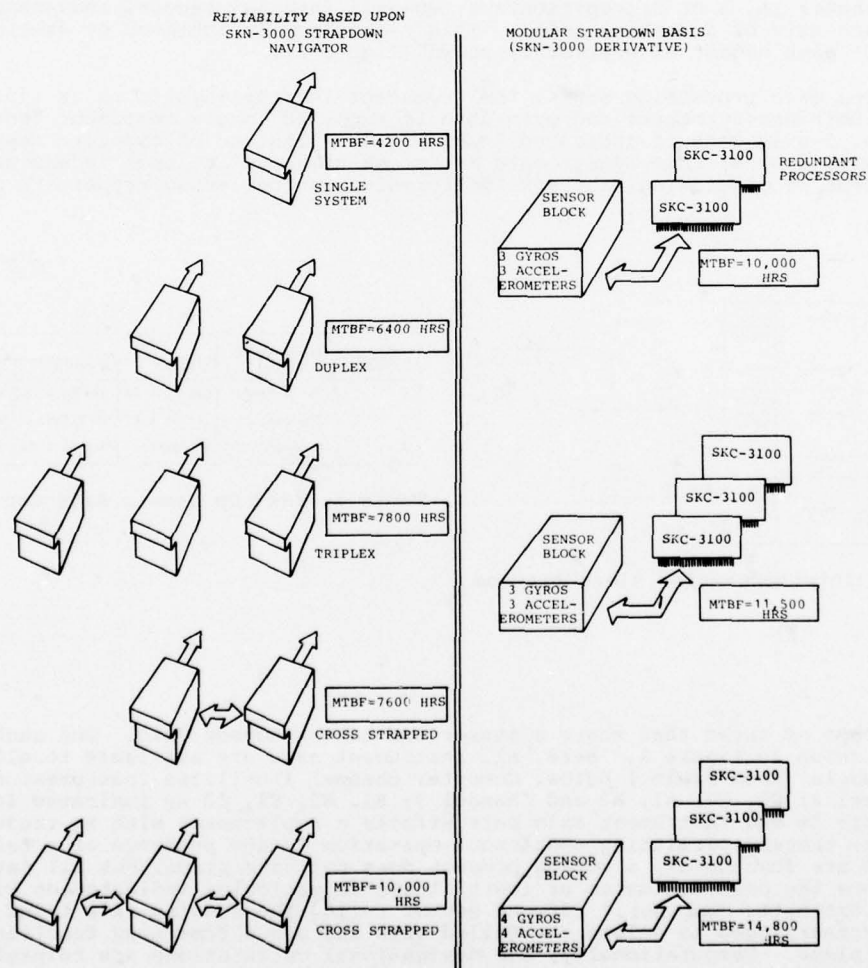 RELIABILITY BASED UPON
SKN-3000 STRAPDOWN
NAVIGATOR
MTBF=4200 HRS
SINGLE
SYSTEM
MTBF=6400 HRS
DUPLEX
MTBF=7800 HRS
TRIPLEX
MTBF=7600 HRS
CROSS STRAPPED
MTBF=10,000
HRS
CROSS STRAPPED
MODULAR STRAPDOWN BASIS
(SKN-3000 DERIVATIVE)
SKC-3100
REDUNDANT
PROCESSORS
SENSOR
BLOCK
SKC-3100
3 GYROS
3 ACCEL-
EROMETERS
MTBF=10,000
HRS
SKC-3100
SKC-3100
SENSOR
BLOCK
SKC-3100
3 GYROS
3 ACCEL-
EROMETERS
MTBF=11,500
HRS
SKC-3100
SKC-3100
SENSOR
BLOCK
SKC-3100
4 GYROS
4 ACCEL-
EROMETERS
MTBF=14,800
HRS